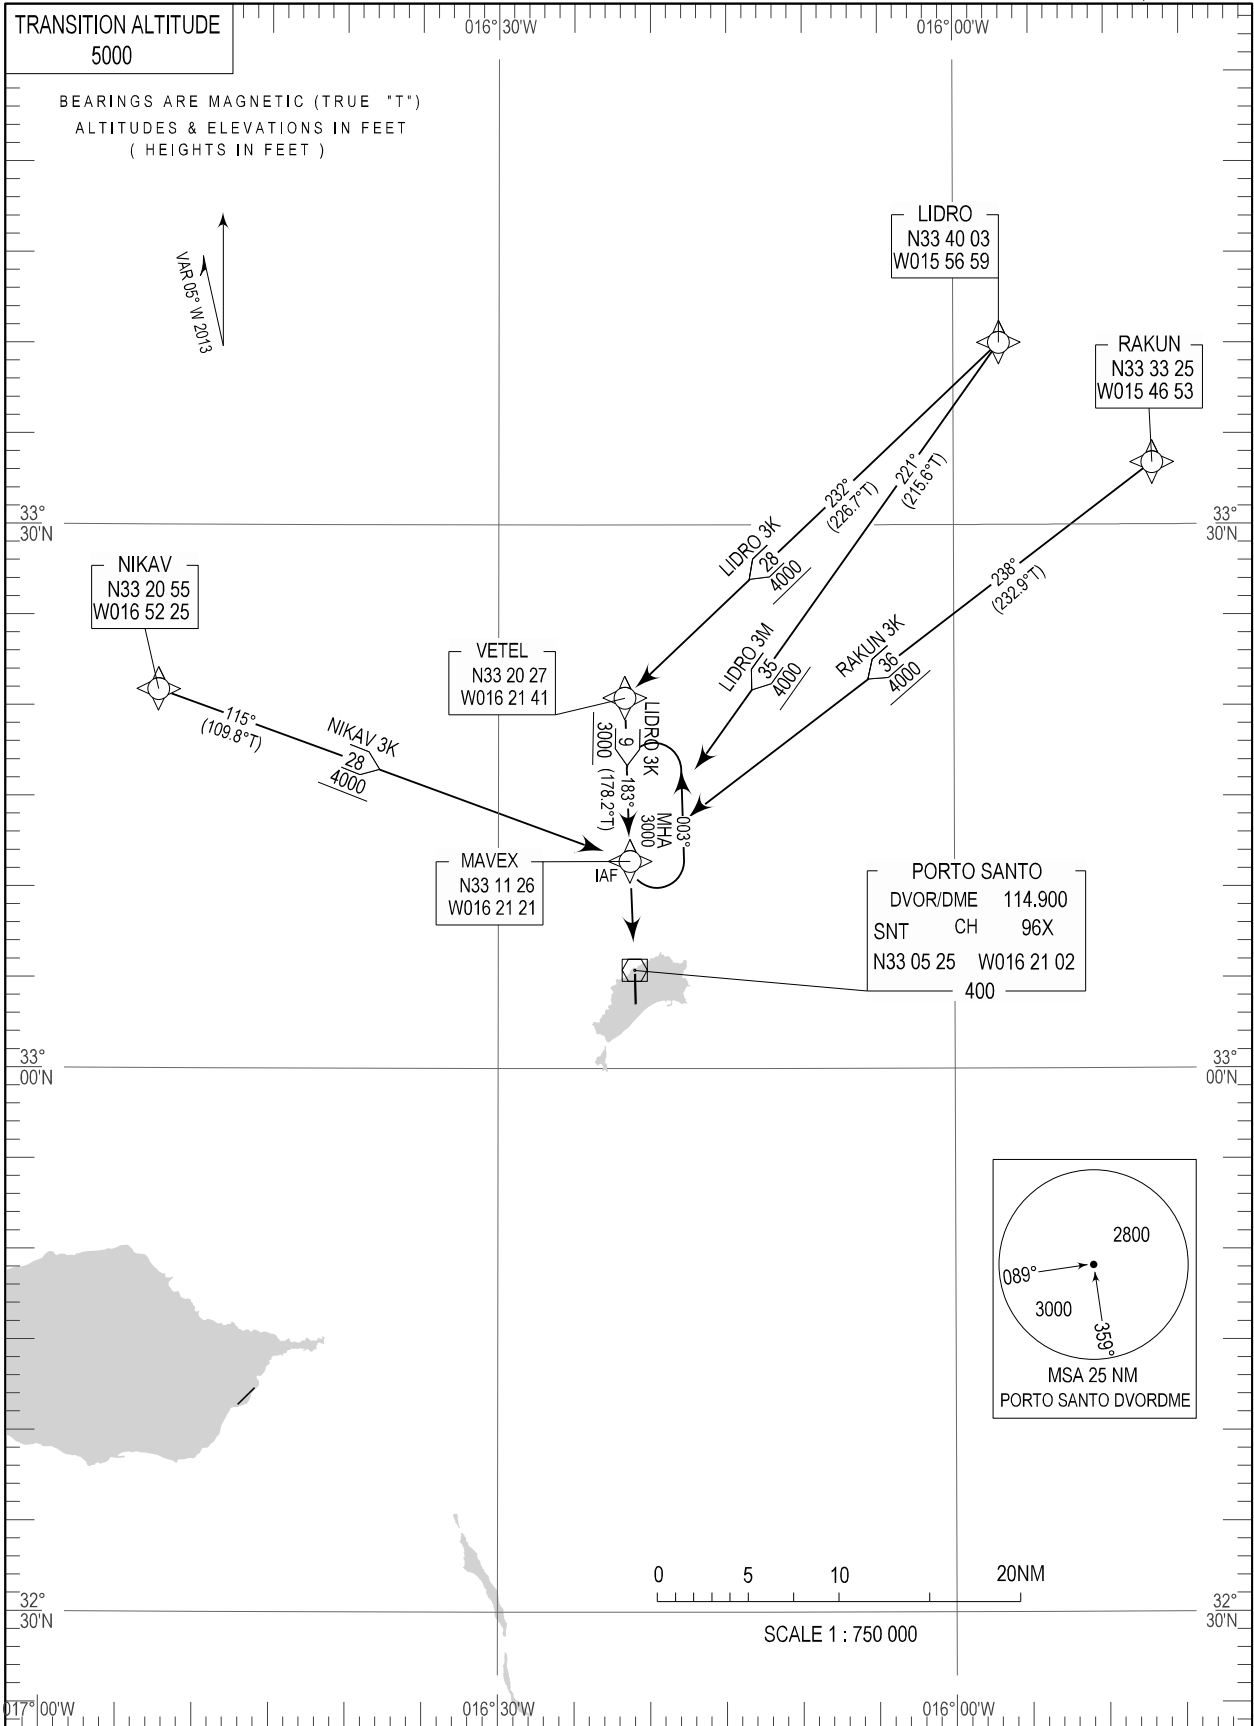 TRANSITION ALTITUDE
5000
016°30'W
016°00'W
BEARINGS ARE MAGNETIC (TRUE "T")
ALTITUDES & ELEVATIONS IN FEET
( HEIGHTS IN FEET )
VAR 05° W 2013
LIDRO
N33 40 03
W015 56 59
RAKUN
N33 33 25
W015 46 53
232°
(226.7°T)
221°
(215.6°T)
238°
(232.9°T)
33°
30'N
33°
30'N
LIDRO 3K
28
4000
NIKAV
N33 20 55
W016 52 25
VETEL
N33 20 27
W016 21 41
LIDRO 3M
35
4000
RAKUN 3K
36
4000
115°
(109.8°T)
NIKAV 3K
28
4000
LIDRO 3K
9
3000
183°
(178.2°T)
MHA
3000
003°
MAVEX
N33 11 26
W016 21 21
IAF
PORTO SANTO
DVOR/DME 114.900
SNT CH 96X
N33 05 25 W016 21 02
400
33°
00'N
33°
00'N
2800
089°
3000
359°
MSA 25 NM
PORTO SANTO DVORDME
0 5 10 20NM
SCALE 1 : 750 000
32°
30'N
32°
30'N
017°00'W
016°30'W
016°00'W